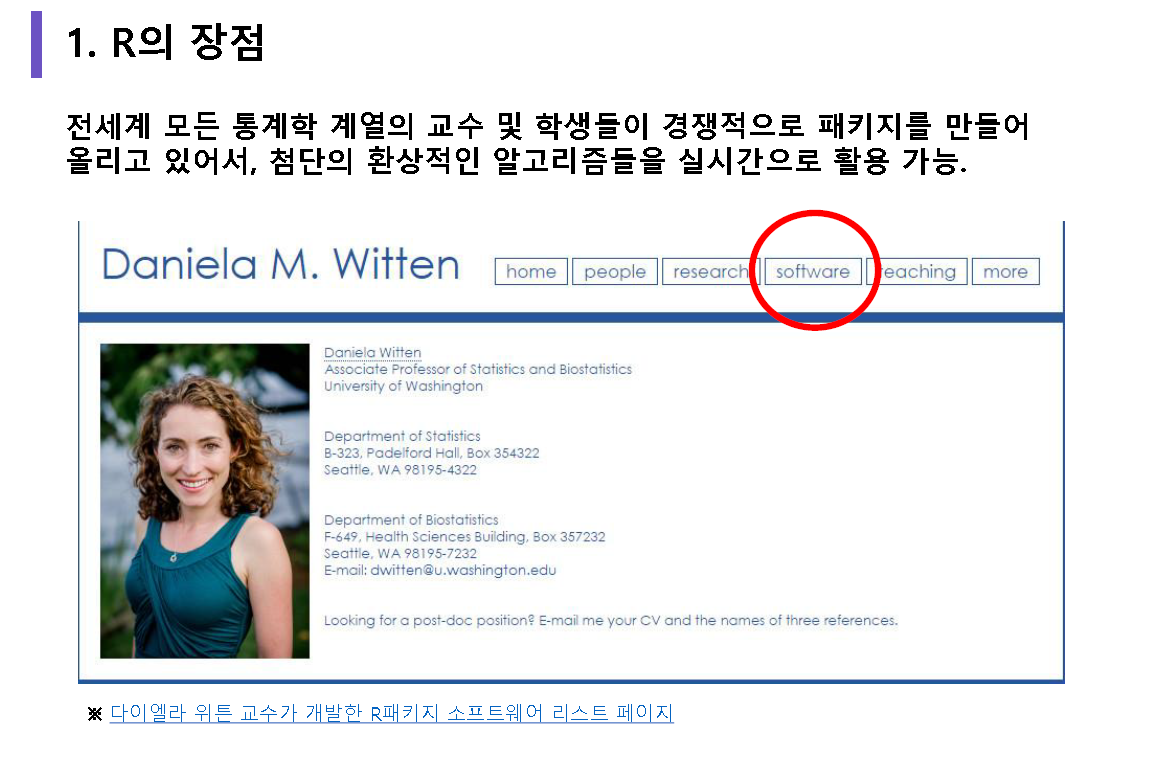 1. R의 장점
전세계 모든 통계학 계열의 교수 및 학생들이 경쟁적으로 패키지를 만들어
올리고 있어서, 첨단의 환상적인 알고리즘들을 실시간으로 활용 가능.
Daniela M. Witten home people research software teaching more
Daniela Witten
Associate Professor of Statistics and Biostatistics
University of Washington
Department of Statistics
B-323, Padelford Hall, Box 354322
Seattle, WA 98195-4322
Department of Biostatistics
F-649, Health Sciences Building, Box 357232
Seattle, WA 98195-7232
E-mail: dwitten@u.washington.edu
Looking for a post-doc position? E-mail me your CV and the names of three references.
※ 다이엘라 위튼 교수가 개발한 R패키지 소프트웨어 리스트 페이지